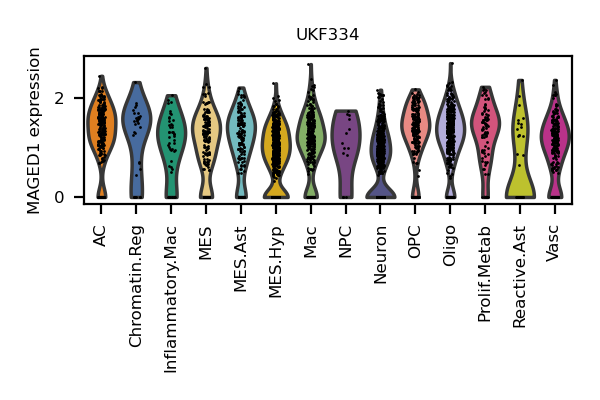 UKF334
MAGED1 expression
2
0
AC
Chromatin.Reg
Inflammatory.Mac
MES
MES.Ast
MES.Hyp
Mac
NPC
Neuron
OPC
Oligo
Prolif.Metab
Reactive.Ast
Vasc